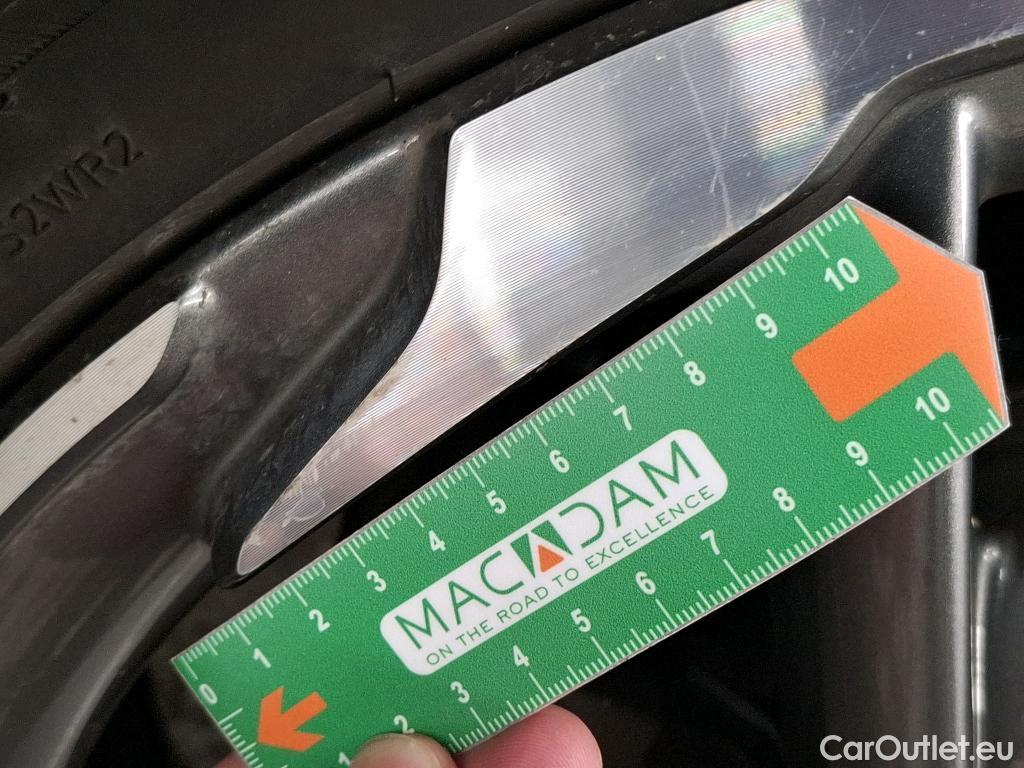 S2WR2
0 1 2 3 4 5 6 7 8 9 10
MACADAM
ON THE ROAD TO EXCELLENCE
1 2 3 4 5 6 7 8 9 10
CarOutlet.eu